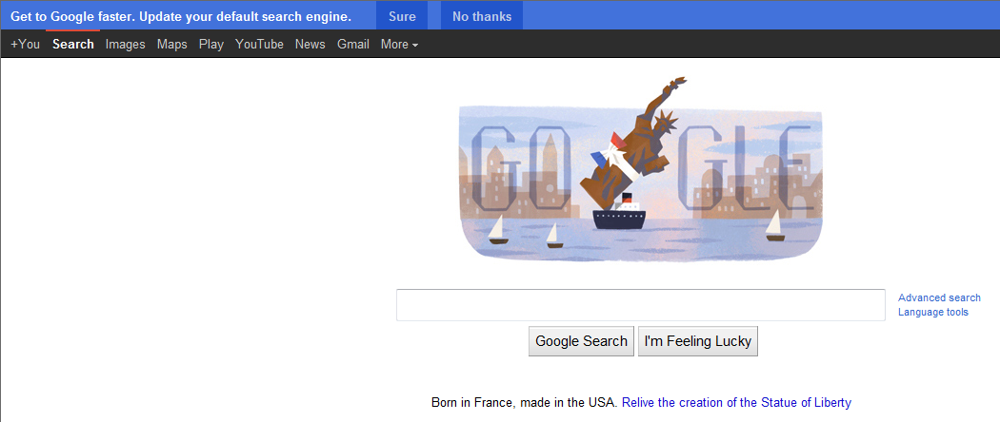 Get to Google faster. Update your default search engine. Sure No thanks
+You Search Images Maps Play YouTube News Gmail More
GO GLE
Advanced search
Language tools
Google Search I'm Feeling Lucky
Born in France, made in the USA. Relive the creation of the Statue of Liberty